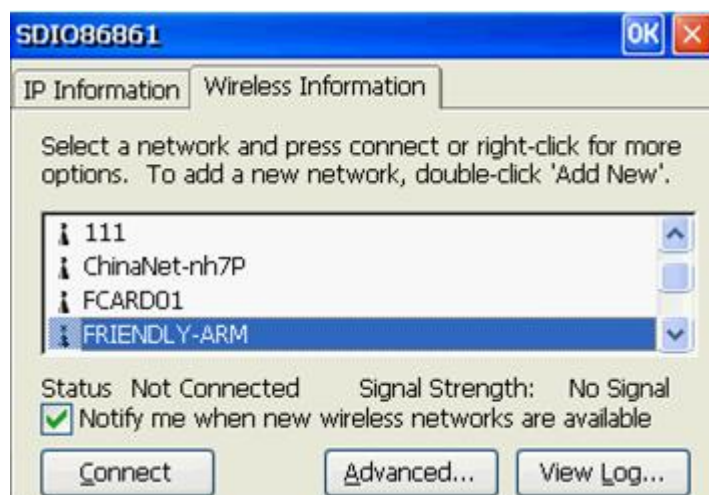 SDIO86861
OK
IP Information Wireless Information
Select a network and press connect or right-click for more
options. To add a new network, double-click 'Add New'.
111
ChinaNet-nh7P
FCARD01
FRIENDLY-ARM
Status Not Connected Signal Strength: No Signal
Notify me when new wireless networks are available
Connect Advanced... View Log...